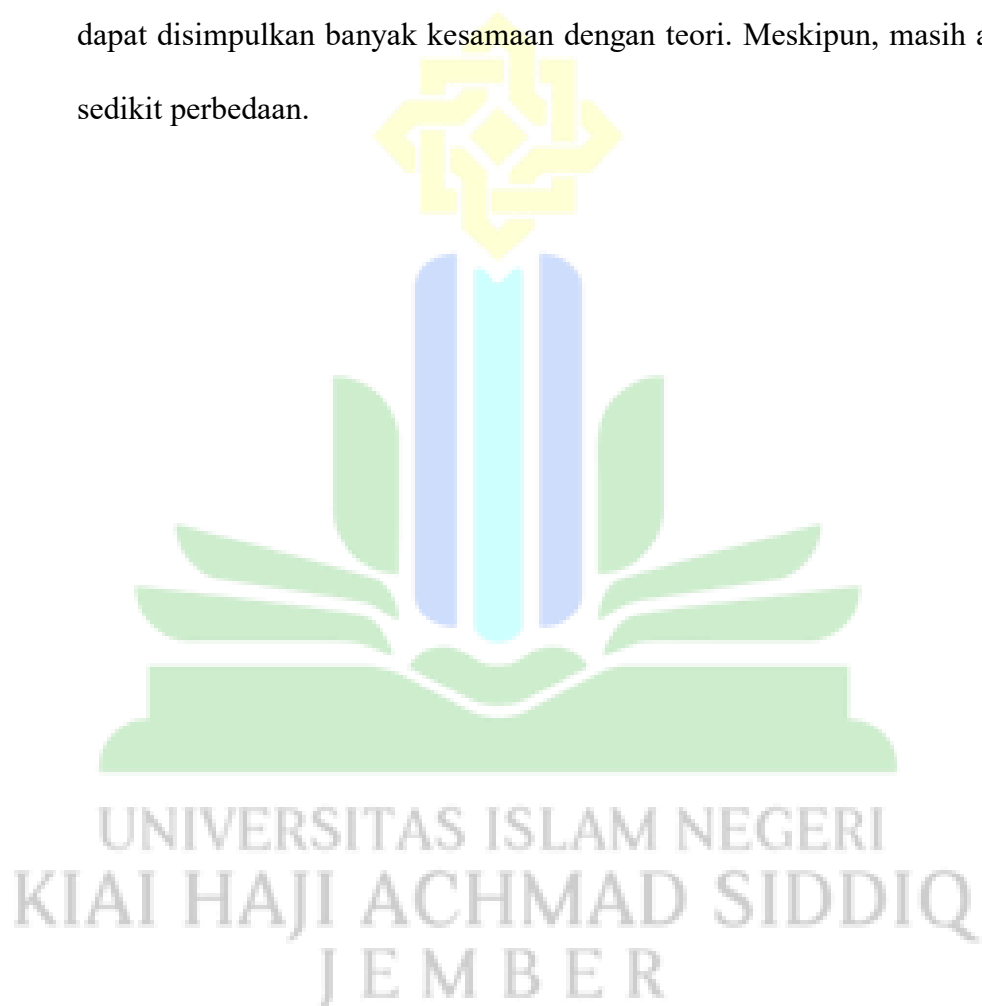 dapat disimpulkan banyak kesamaan dengan teori. Meskipun, masih a
sedikit perbedaan.
UNIVERSITAS ISLAM NEGERI
KIAI HAJI ACHMAD SIDDIQ
JEMBER